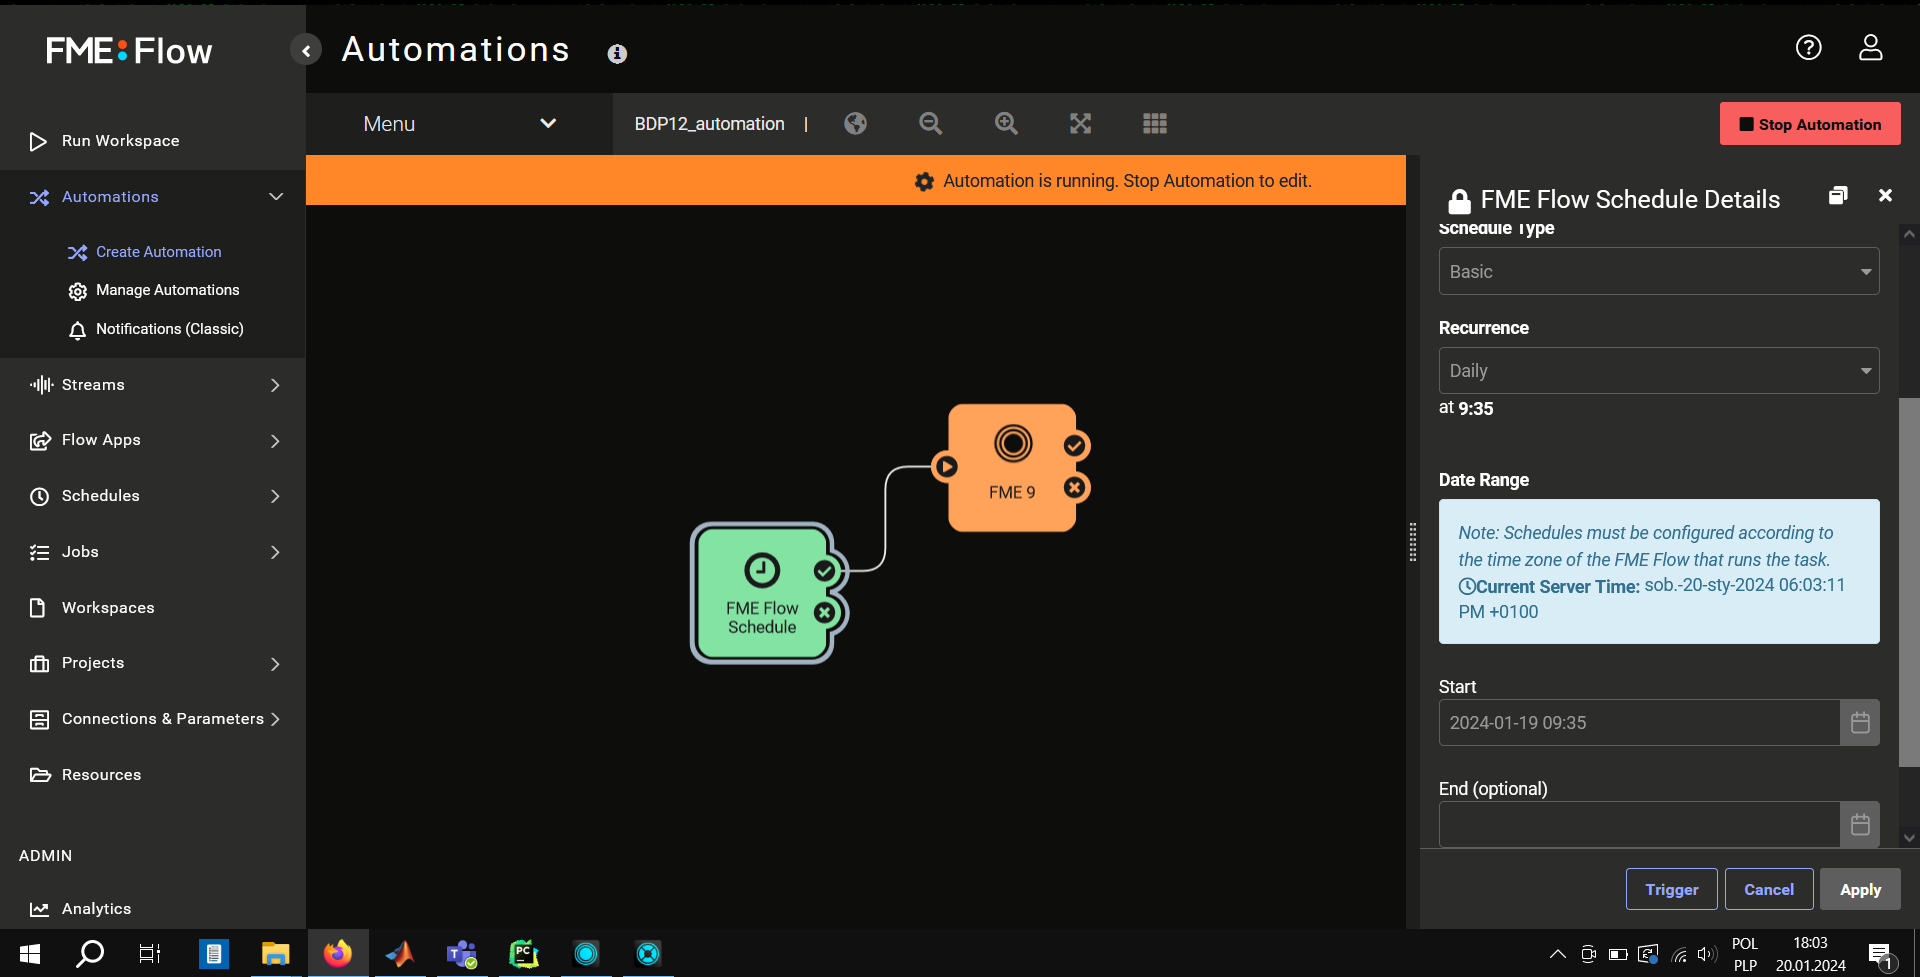 FME:Flow
Automations
Run Workspace
Automations
Create Automation
Manage Automations
Notifications (Classic)
Streams
Flow Apps
Schedules
Jobs
Workspaces
Projects
Connections & Parameters
Resources
ADMIN
Analytics
Menu
BDP12_automation |
Stop Automation
Automation is running. Stop Automation to edit.
FME 9
FME Flow
Schedule
FME Flow Schedule Details
Schedule Type
Basic
Recurrence
Daily
at 9:35
Date Range
Note: Schedules must be configured according to
the time zone of the FME Flow that runs the task.
Current Server Time: sob.-20-sty-2024 06:03:11
PM +0100
Start
2024-01-19 09:35
End (optional)
Trigger
Cancel
Apply
T
PC
POL
PLP
18:03
20.01.2024
1